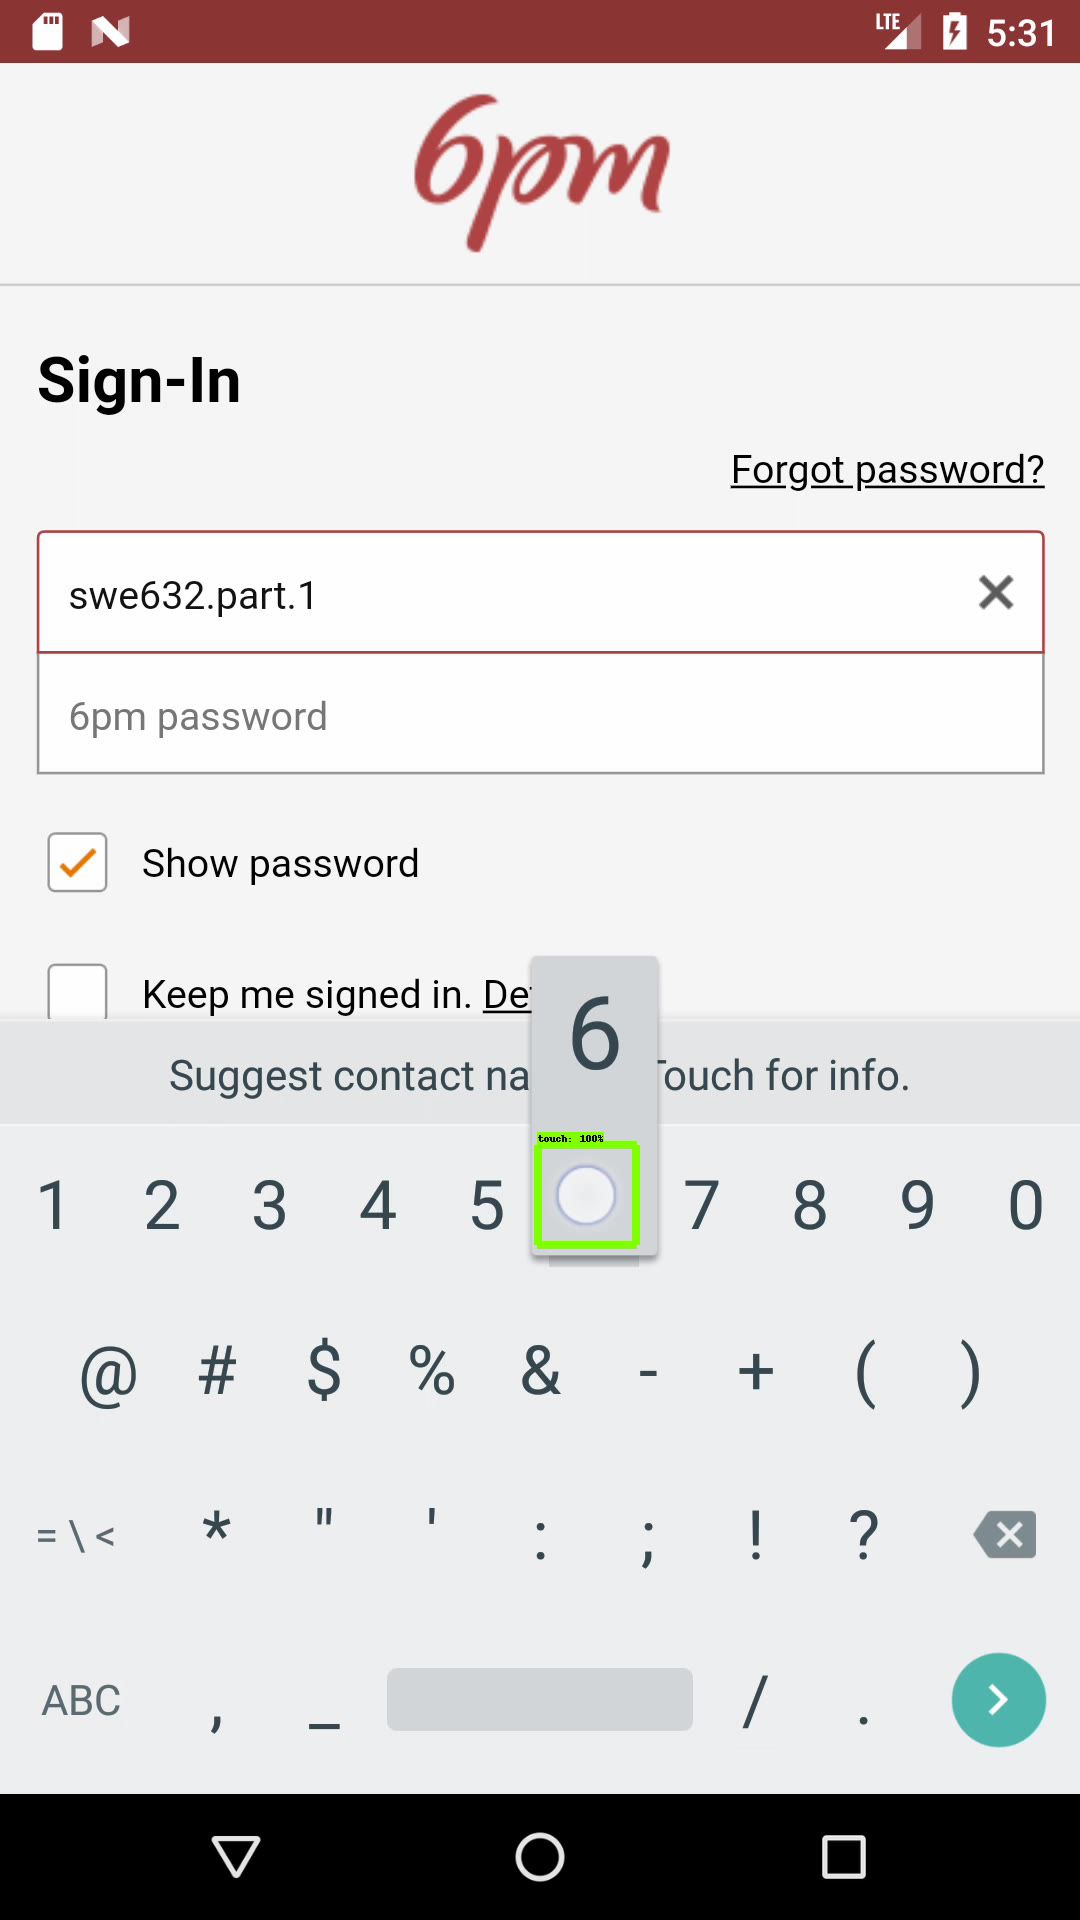 LTE 5:31
6pm
Sign-In
Forgot password?
swe632.part.1
6pm password
Show password
Keep me signed in. De
6
Suggest contact na Touch for info.
touch: 100%
1 2 3 4 5 7 8 9 0
@ # $ % & - + ( )
= \ < * " ' : ; ! ?
ABC , _ / .